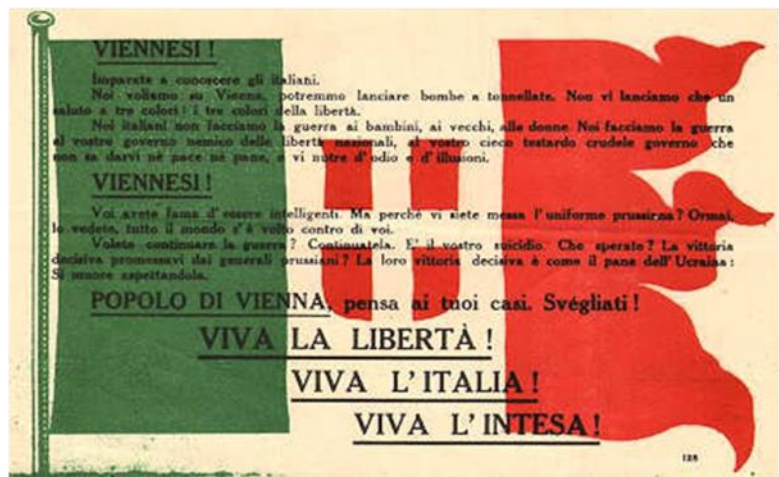 VIENNESI !
Imparate a conoscere gli italiani.
Noi voliamo su Vienna, potremmo lanciare bombe a tonnellate. Non vi lanciamo che un
saluto a tre colori : i tre colori della libertà.
Noi italiani non facciamo la guerra ai bambini, ai vecchi, alle donne. Noi facciamo la guerra
al vostro governo nemico delle libertà nazionali, al vostro cieco testardo crudele governo che
non sa darvi nè pace nè pane, e vi nutre d' odio e d' illusioni.
VIENNESI !
Voi avete fama d' essere intelligenti. Ma perchè vi siete messa l' uniforme prussiana ? Ormai,
lo vedete, tutto il mondo s' è volto contro di voi.
Volete continuare la guerra ? Continuatela. E' il vostro suicidio. Che sperate ? La vittoria
decisiva promessavi dai generali prussiani ? La loro vittoria decisiva è come il pane dell' Ucraina :
Si muore aspettandola.
POPOLO DI VIENNA, pensa ai tuoi casi. Svégliati !
VIVA LA LIBERTÀ !
VIVA L' ITALIA !
VIVA L' INTESA !
128